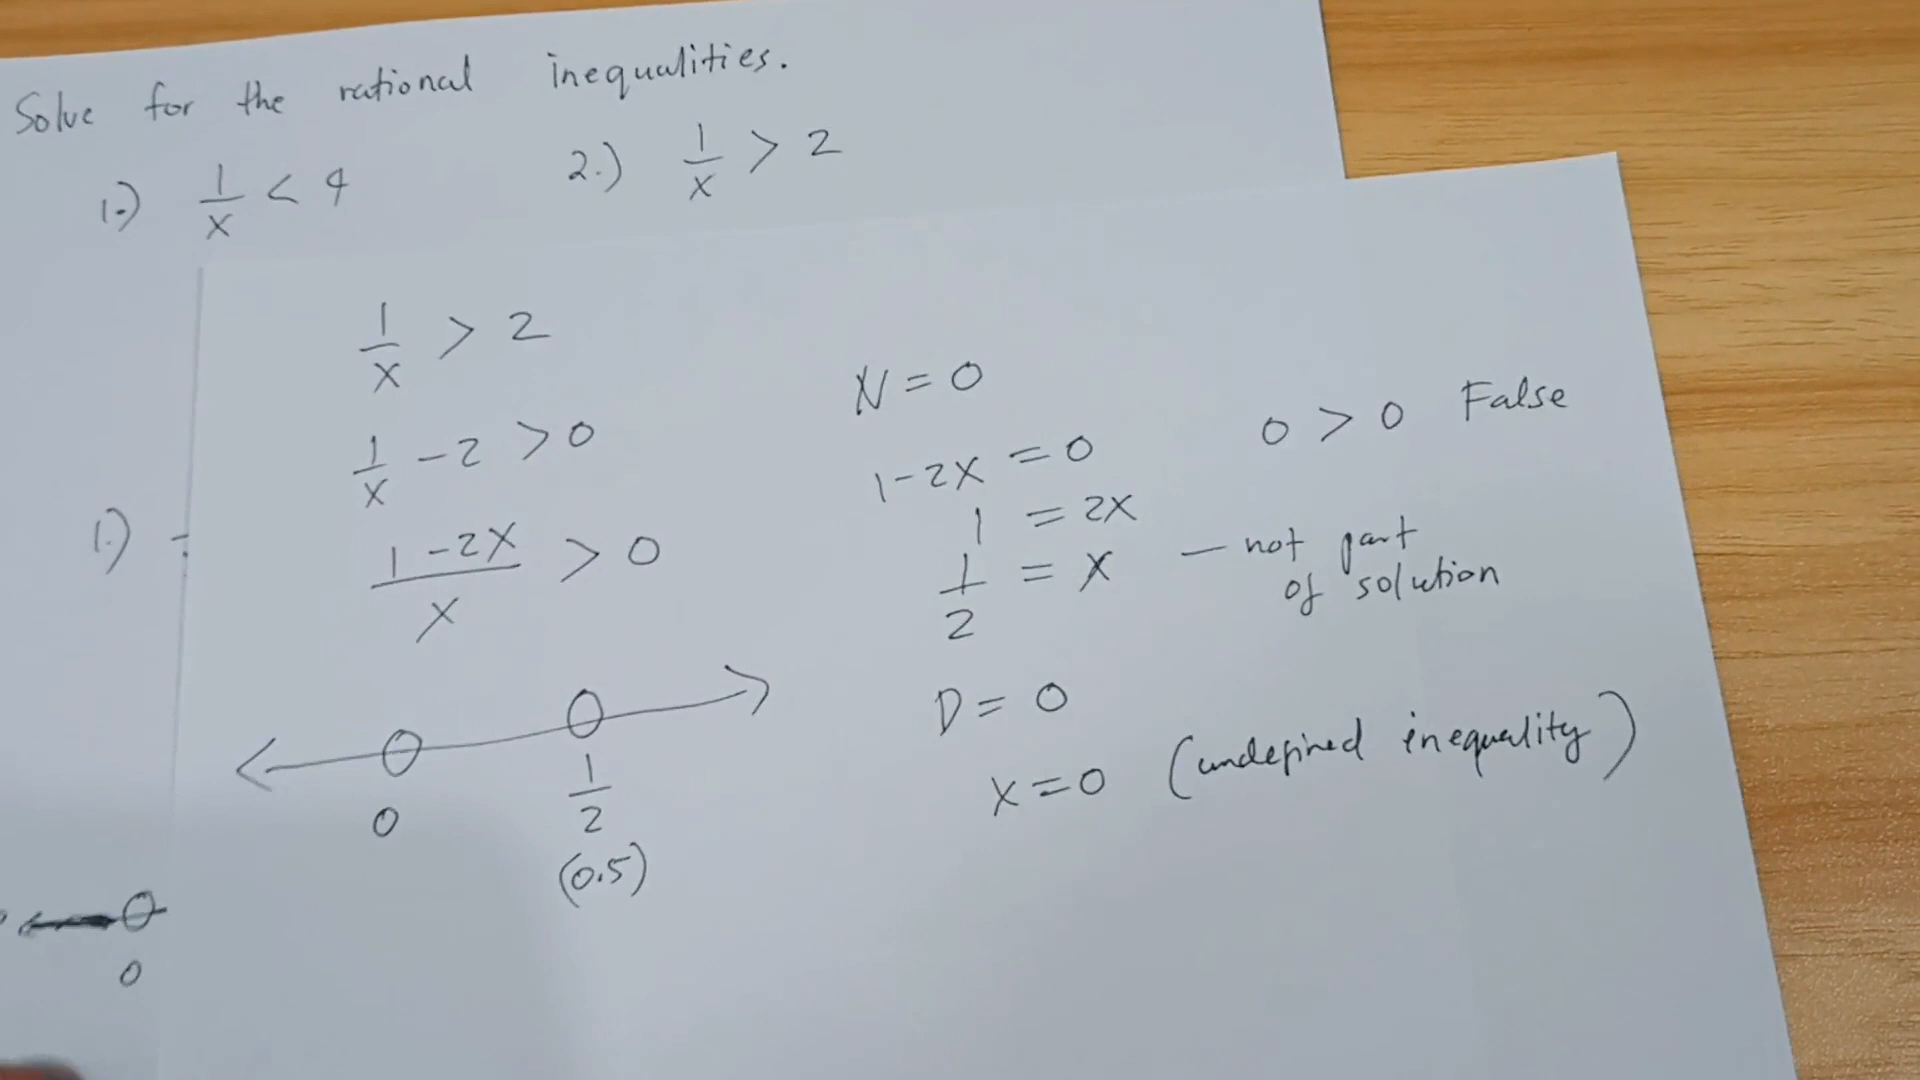 Solve for the rational inequalities.
1.) 1/x < 4
2.) 1/x > 2
1/x > 2
1/x - 2 > 0
(1 - 2x)/x > 0
0
1/2
(0.5)
N = 0
1 - 2x = 0
1 = 2x
1/2 = x — not part
of solution
0 > 0 False
D = 0
x = 0 (undefined inequality)
1.)
0